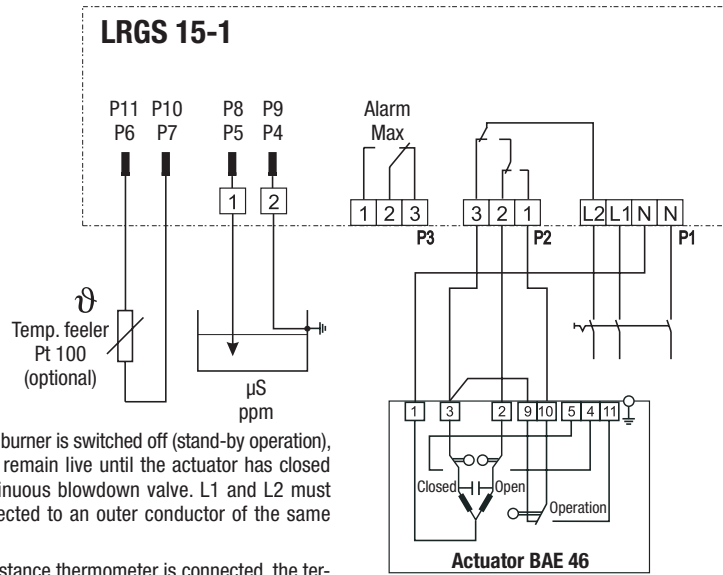 LRGS 15-1
P11 P10 P8 P9
P6 P7 P5 P4
Alarm
Max
1 2
1 2 3 3 2 1 L2 L1 N N
P3 P2 P1
ϑ
Temp. feeler
Pt 100
(optional)
µS
ppm
1 3 2 9 10 5 4 11
Closed Open
Operation
Actuator BAE 46
burner is switched off (stand-by operation),
remain live until the actuator has closed
inuous blowdown valve. L1 and L2 must
ected to an outer conductor of the same
stance thermometer is connected, the ter-